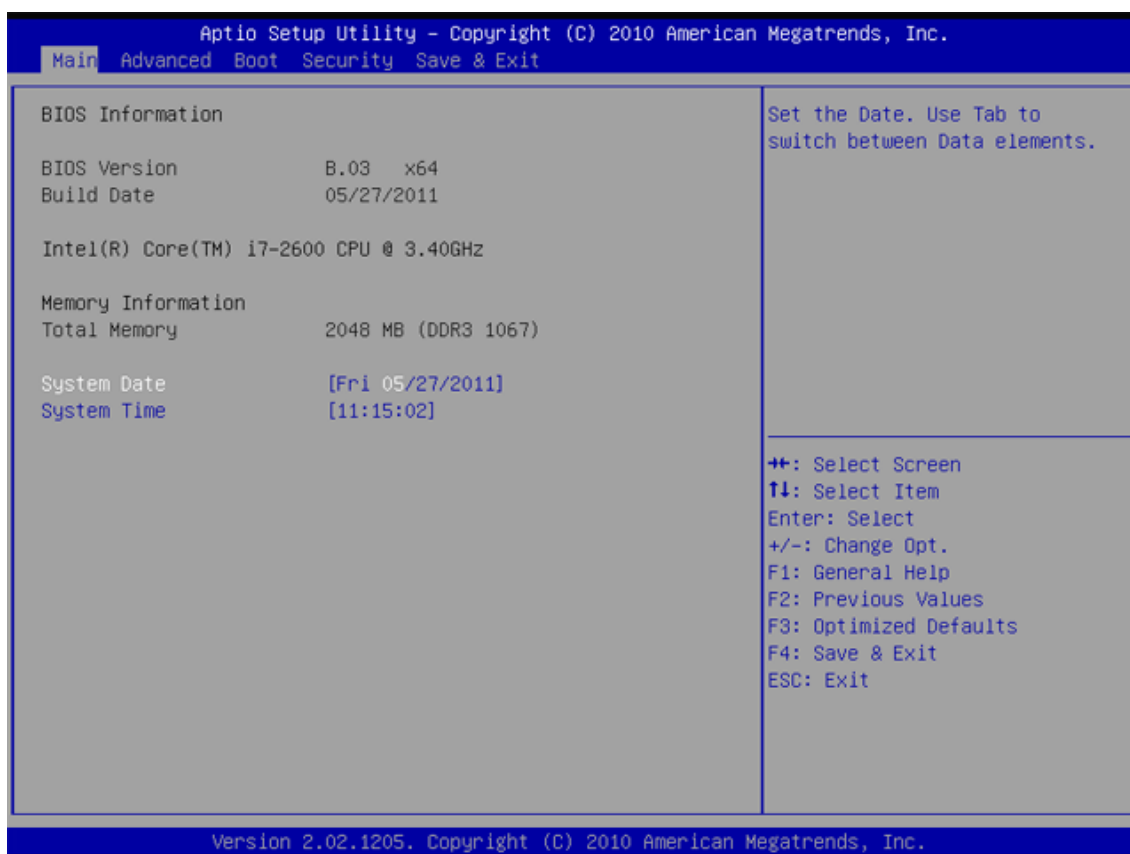 Aptio Setup Utility – Copyright (C) 2010 American Megatrends, Inc.
Main Advanced Boot Security Save & Exit
BIOS Information
BIOS Version B.03 x64
Build Date 05/27/2011
Intel(R) Core(TM) i7-2600 CPU @ 3.40GHz
Memory Information
Total Memory 2048 MB (DDR3 1067)
System Date [Fri 05/27/2011]
System Time [11:15:02]
Set the Date. Use Tab to
switch between Data elements.
→←: Select Screen
↑↓: Select Item
Enter: Select
+/-: Change Opt.
F1: General Help
F2: Previous Values
F3: Optimized Defaults
F4: Save & Exit
ESC: Exit
Version 2.02.1205. Copyright (C) 2010 American Megatrends, Inc.